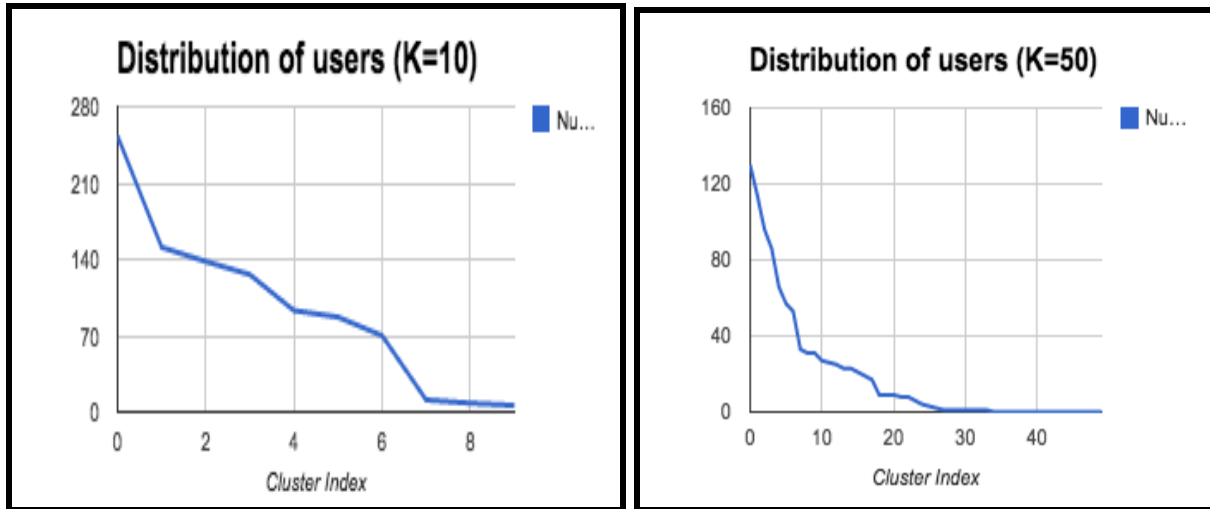 Distribution of users (K=10)
280
210
140
70
0
0 2 4 6 8
Cluster Index
Nu...
Distribution of users (K=50)
160
120
80
40
0
0 10 20 30 40
Cluster Index
Nu...